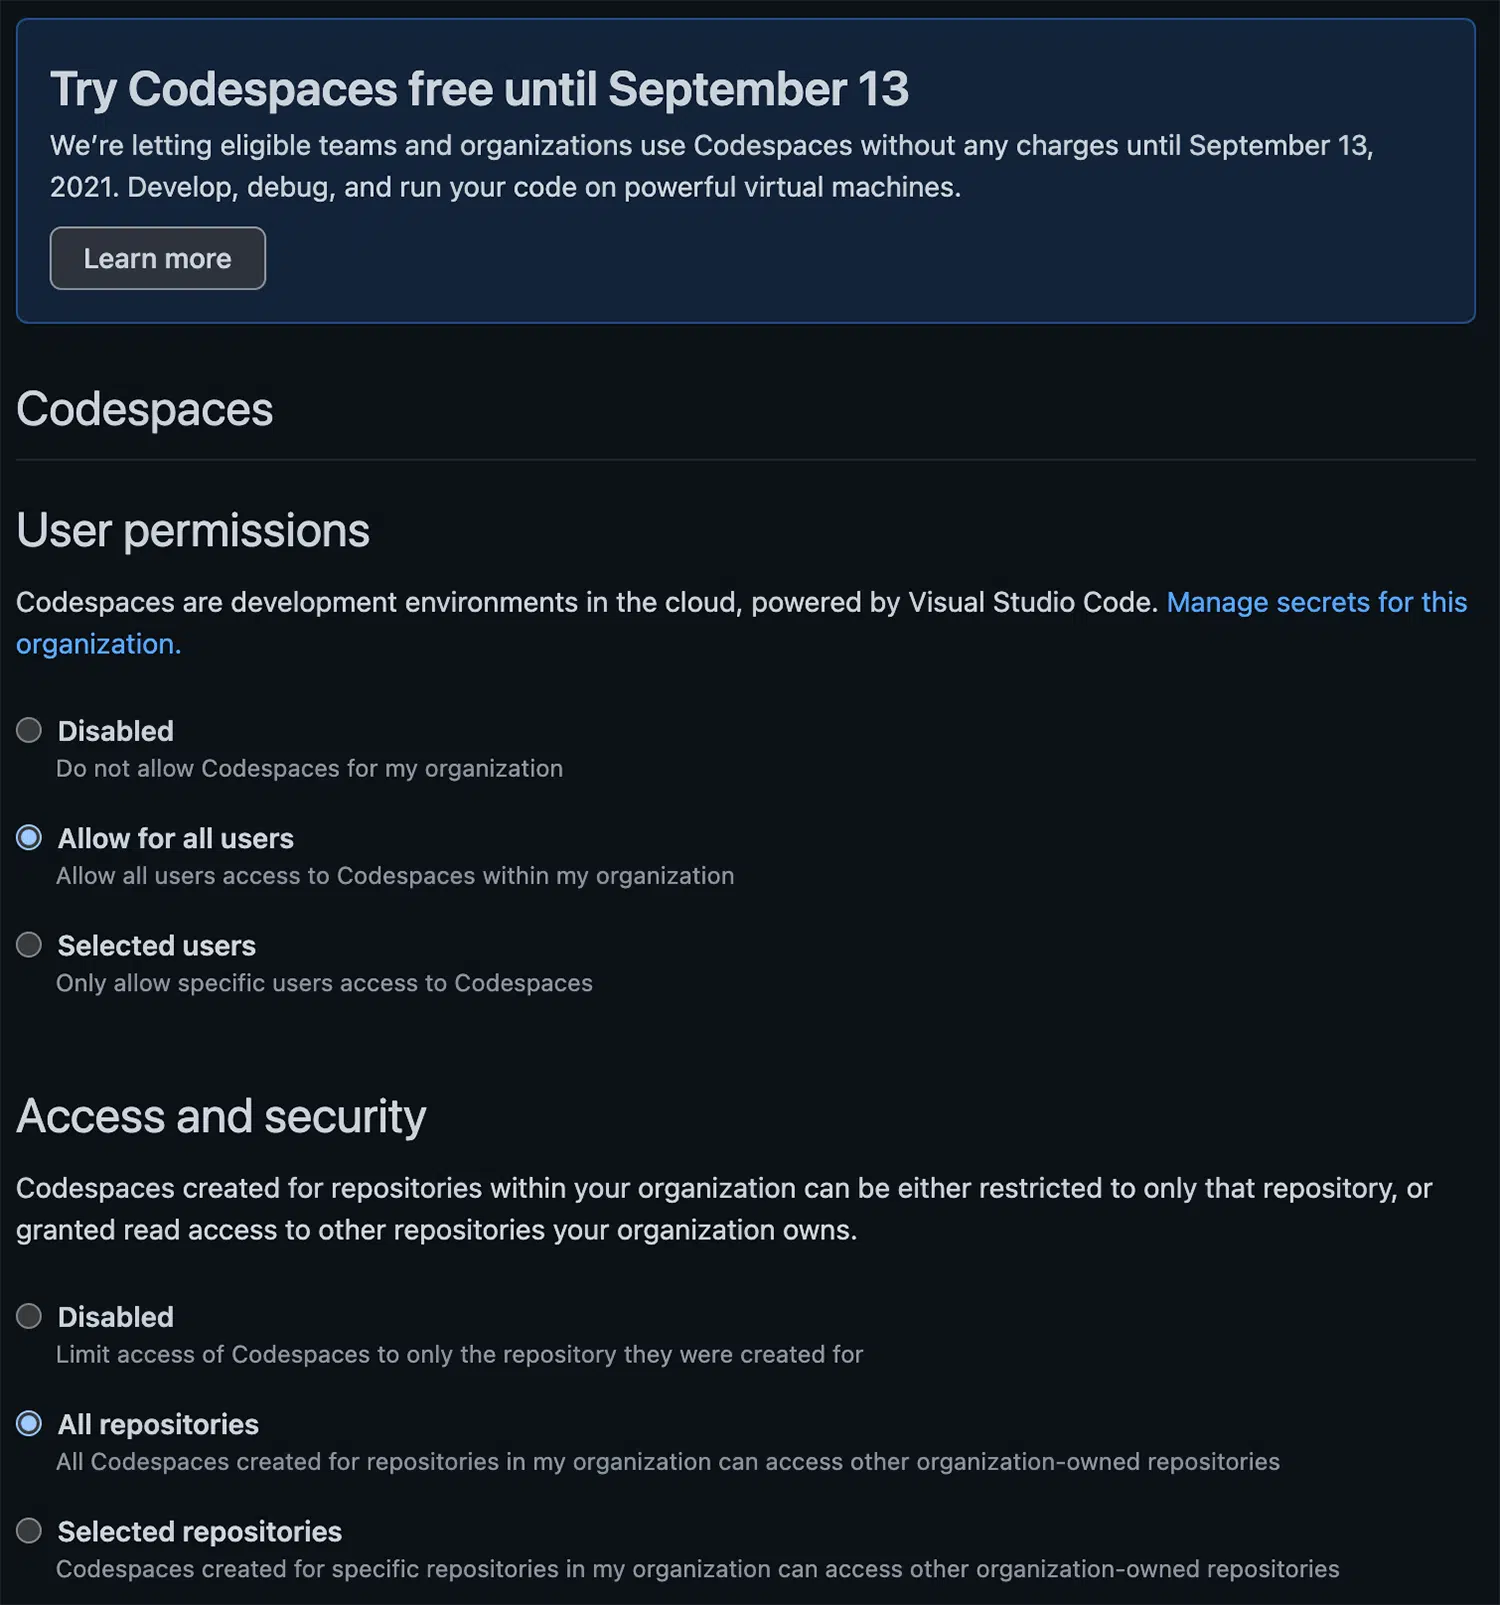 Try Codespaces free until September 13
We’re letting eligible teams and organizations use Codespaces without any charges until September 13,
2021. Develop, debug, and run your code on powerful virtual machines.
Learn more
Codespaces
User permissions
Codespaces are development environments in the cloud, powered by Visual Studio Code. Manage secrets for this
organization.
Disabled
Do not allow Codespaces for my organization
Allow for all users
Allow all users access to Codespaces within my organization
Selected users
Only allow specific users access to Codespaces
Access and security
Codespaces created for repositories within your organization can be either restricted to only that repository, or
granted read access to other repositories your organization owns.
Disabled
Limit access of Codespaces to only the repository they were created for
All repositories
All Codespaces created for repositories in my organization can access other organization-owned repositories
Selected repositories
Codespaces created for specific repositories in my organization can access other organization-owned repositories